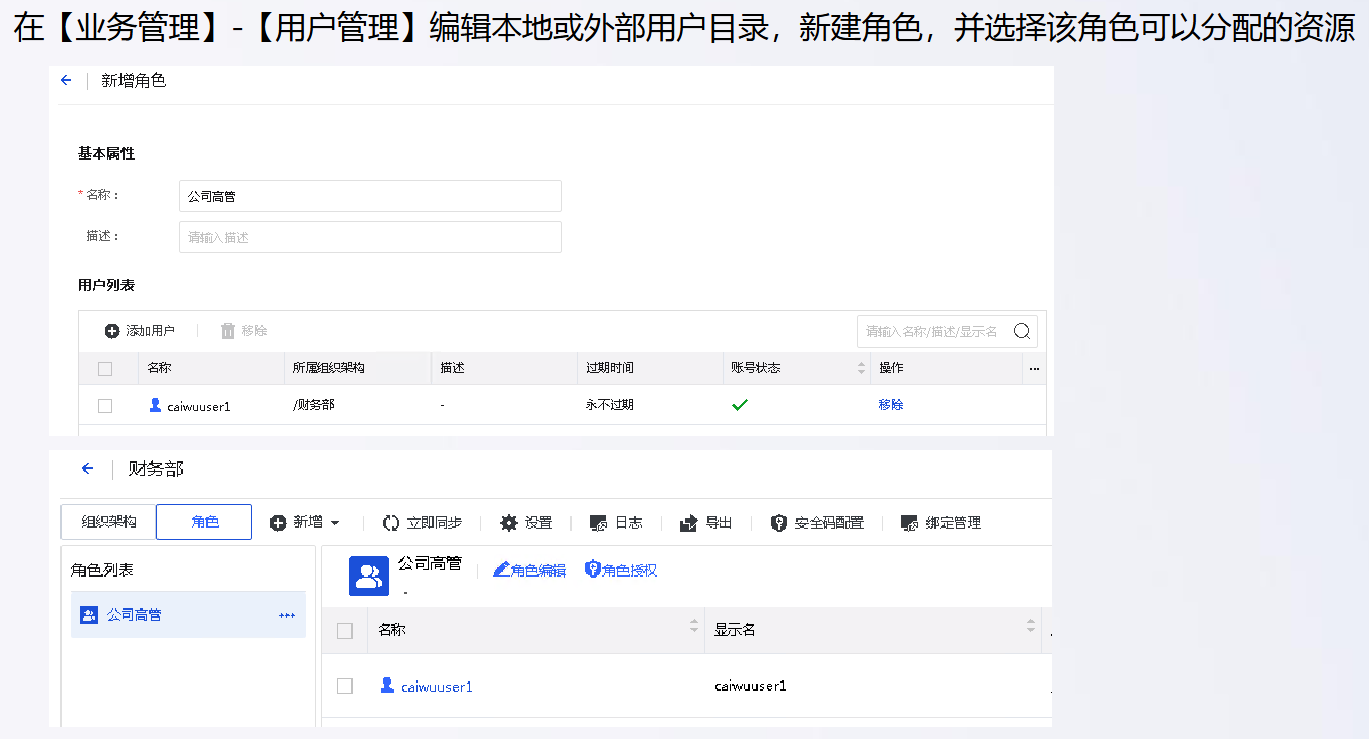 在【业务管理】-【用户管理】编辑本地或外部用户目录，新建角色，并选择该角色可以分配的资源
新增角色
基本属性
* 名称： 公司高管
描述： 请输入描述
用户列表
添加用户 移除 请输入名称/描述/显示名
名称 所属组织架构 描述 过期时间 账号状态 操作 ...
caiwuuser1 /财务部 - 永不过期 移除
财务部
组织架构 角色 新增 立即同步 设置 日志 导出 安全码配置 绑定管理
角色列表
公司高管 角色编辑 角色授权
-
公司高管 ...
名称 显示名
caiwuuser1 caiwuuser1